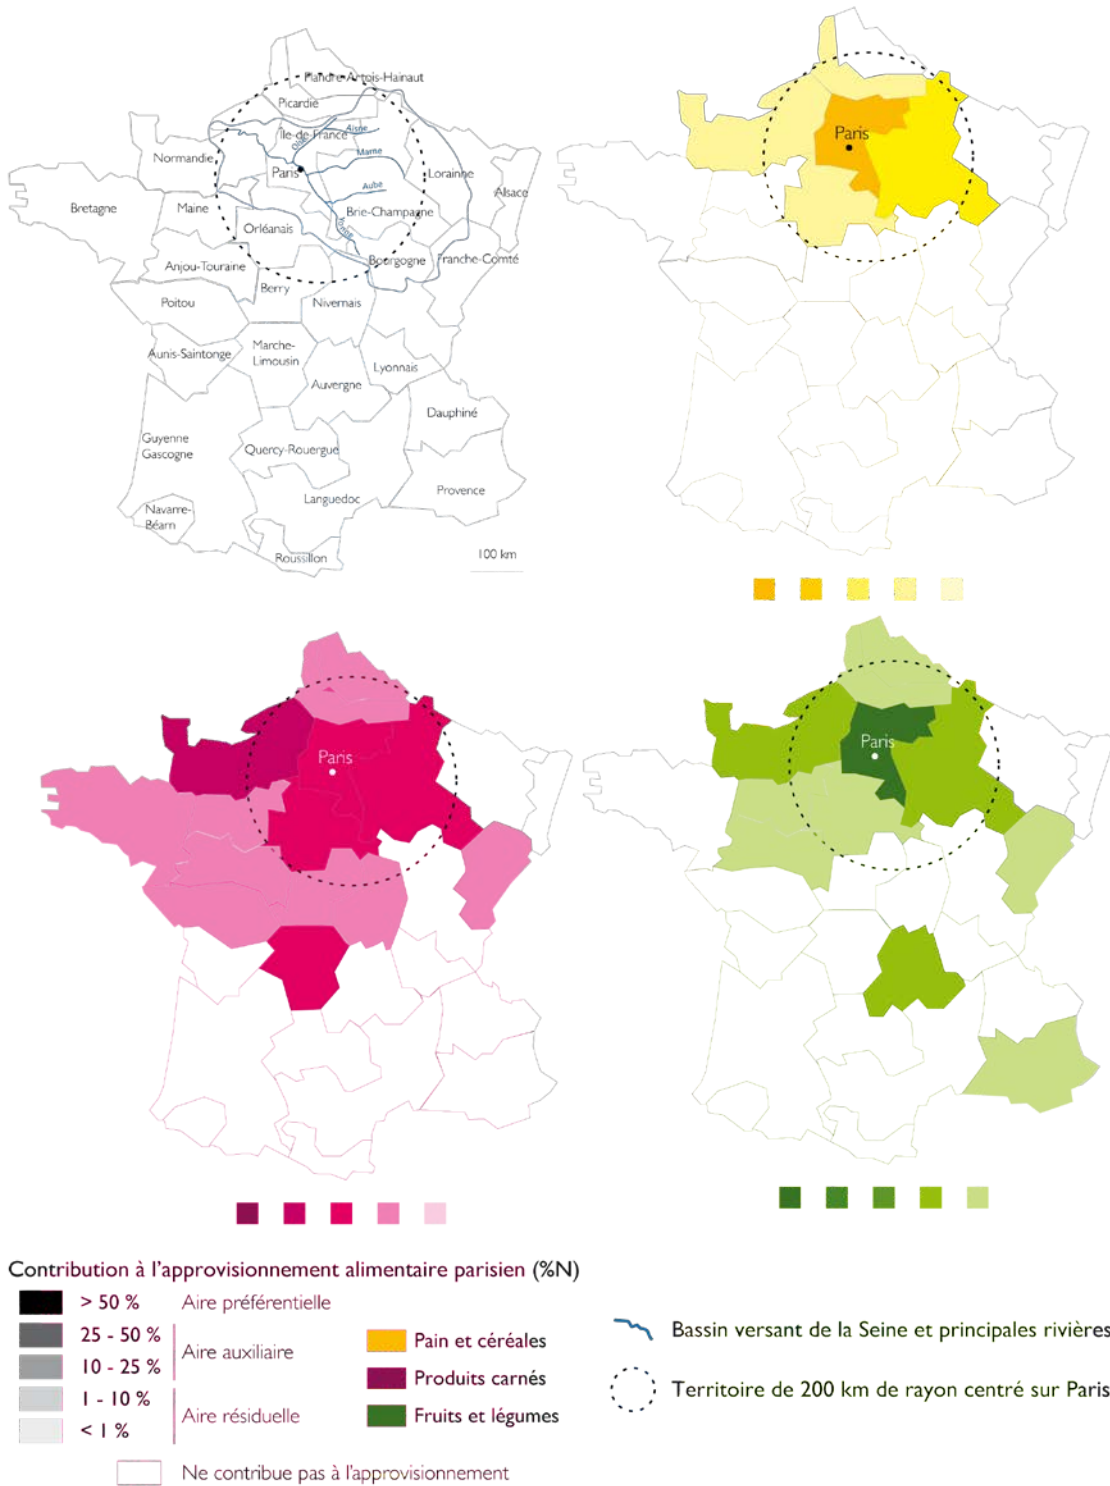 Flandre-Artois-Hainaut
Picardie
Île-de-France
Aisne
Oise
Normandie
Marne
Lorainne
Paris
Aube
Alsace
Bretagne
Maine
Brie-Champagne
Orléanais
Yonne
Bourgogne
Franche-Comté
Anjou-Touraine
Berry
Poitou
Nivernais
Aunis-Saintonge
Marche-
Limousin
Lyonnais
Auvergne
Dauphiné
Guyenne
Gascogne
Quercy-Rouergue
Languedoc
Provence
Navarre-
Béarn
Roussillon
100 km
Paris
Paris
Paris
Contribution à l'approvisionnement alimentaire parisien (%N)
> 50 % Aire préférentielle
25 - 50 %
Aire auxiliaire
10 - 25 %
1 - 10 %
Aire résiduelle
< 1 %
Ne contribue pas à l'approvisionnement
Pain et céréales
Produits carnés
Fruits et légumes
Bassin versant de la Seine et principales rivières
Territoire de 200 km de rayon centré sur Paris